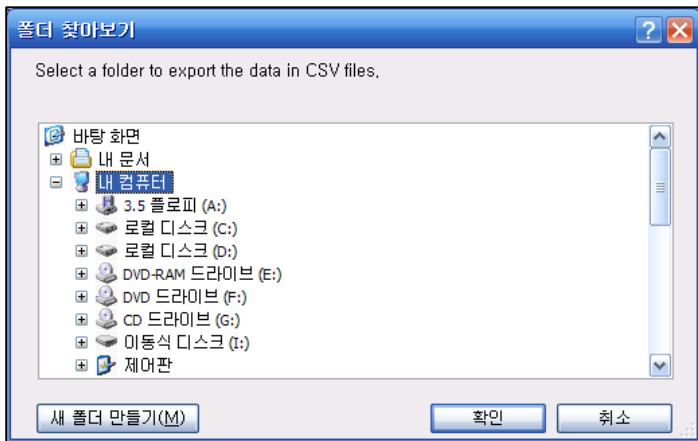 폴더 찾아보기
Select a folder to export the data in CSV files,
바탕 화면
내 문서
내 컴퓨터
3.5 플로피 (A:)
로컬 디스크 (C:)
로컬 디스크 (D:)
DVD-RAM 드라이브 (E:)
DVD 드라이브 (F:)
CD 드라이브 (G:)
이동식 디스크 (I:)
제어판
새 폴더 만들기(M) 확인 취소